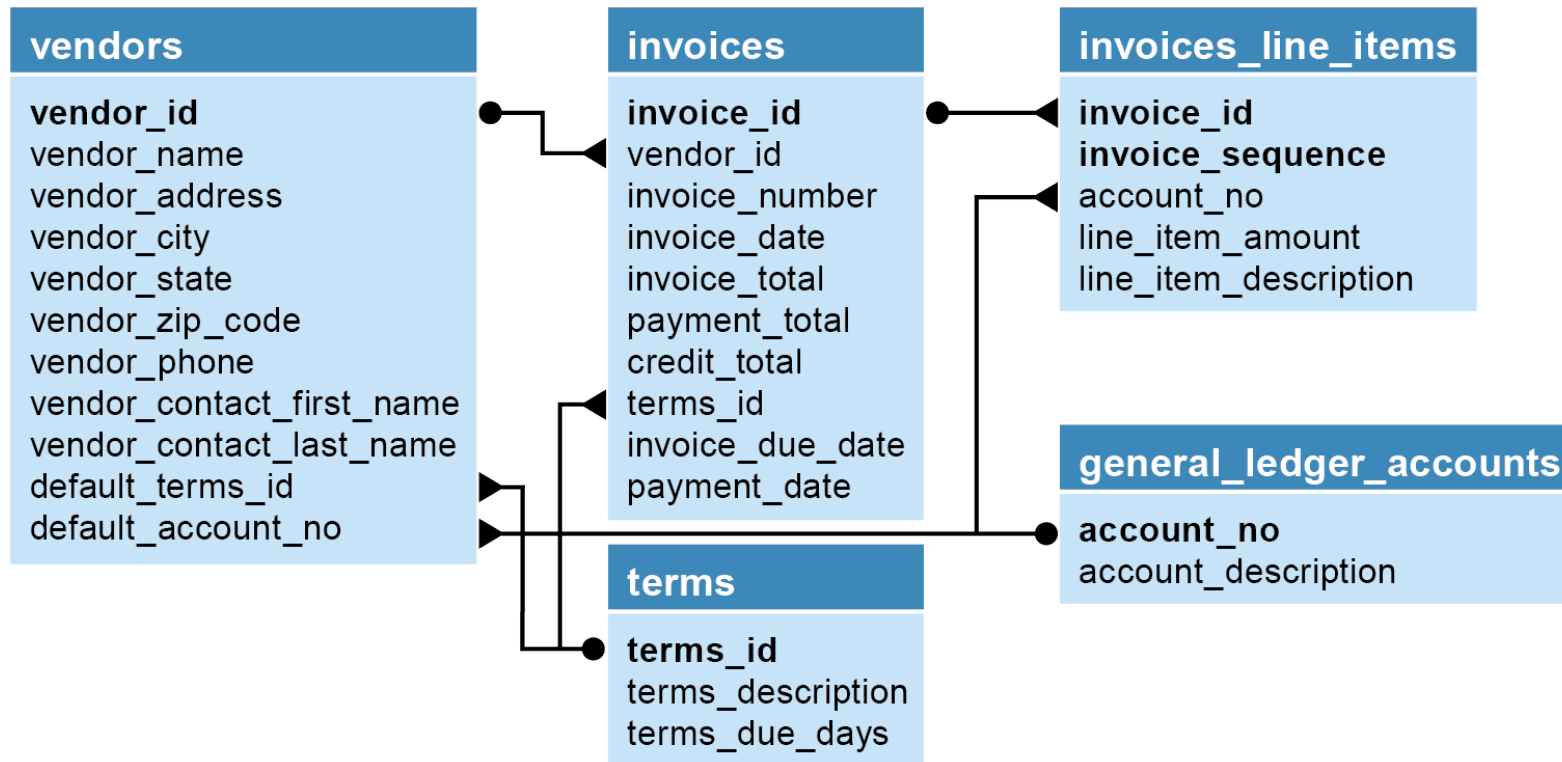 vendors
vendor_id
vendor_name
vendor_address
vendor_city
vendor_state
vendor_zip_code
vendor_phone
vendor_contact_first_name
vendor_contact_last_name
default_terms_id
default_account_no
invoices
invoice_id
vendor_id
invoice_number
invoice_date
invoice_total
payment_total
credit_total
terms_id
invoice_due_date
payment_date
terms
terms_id
terms_description
terms_due_days
invoices_line_items
invoice_id
invoice_sequence
account_no
line_item_amount
line_item_description
general_ledger_accounts
account_no
account_description